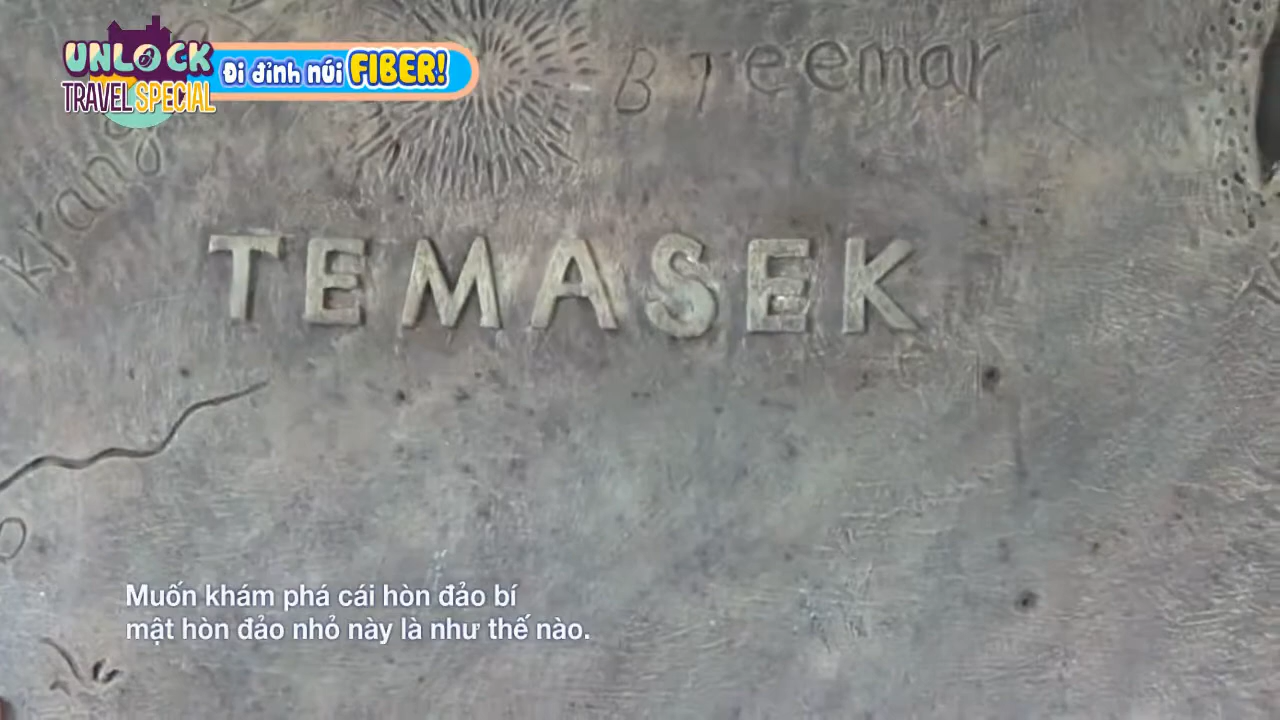 UNLOCK
TRAVEL SPECIAL
Đi đỉnh núi FIBER!
TEMASEK
Muốn khám phá cái hòn đảo bí
mật hòn đảo nhỏ này là như thế nào.